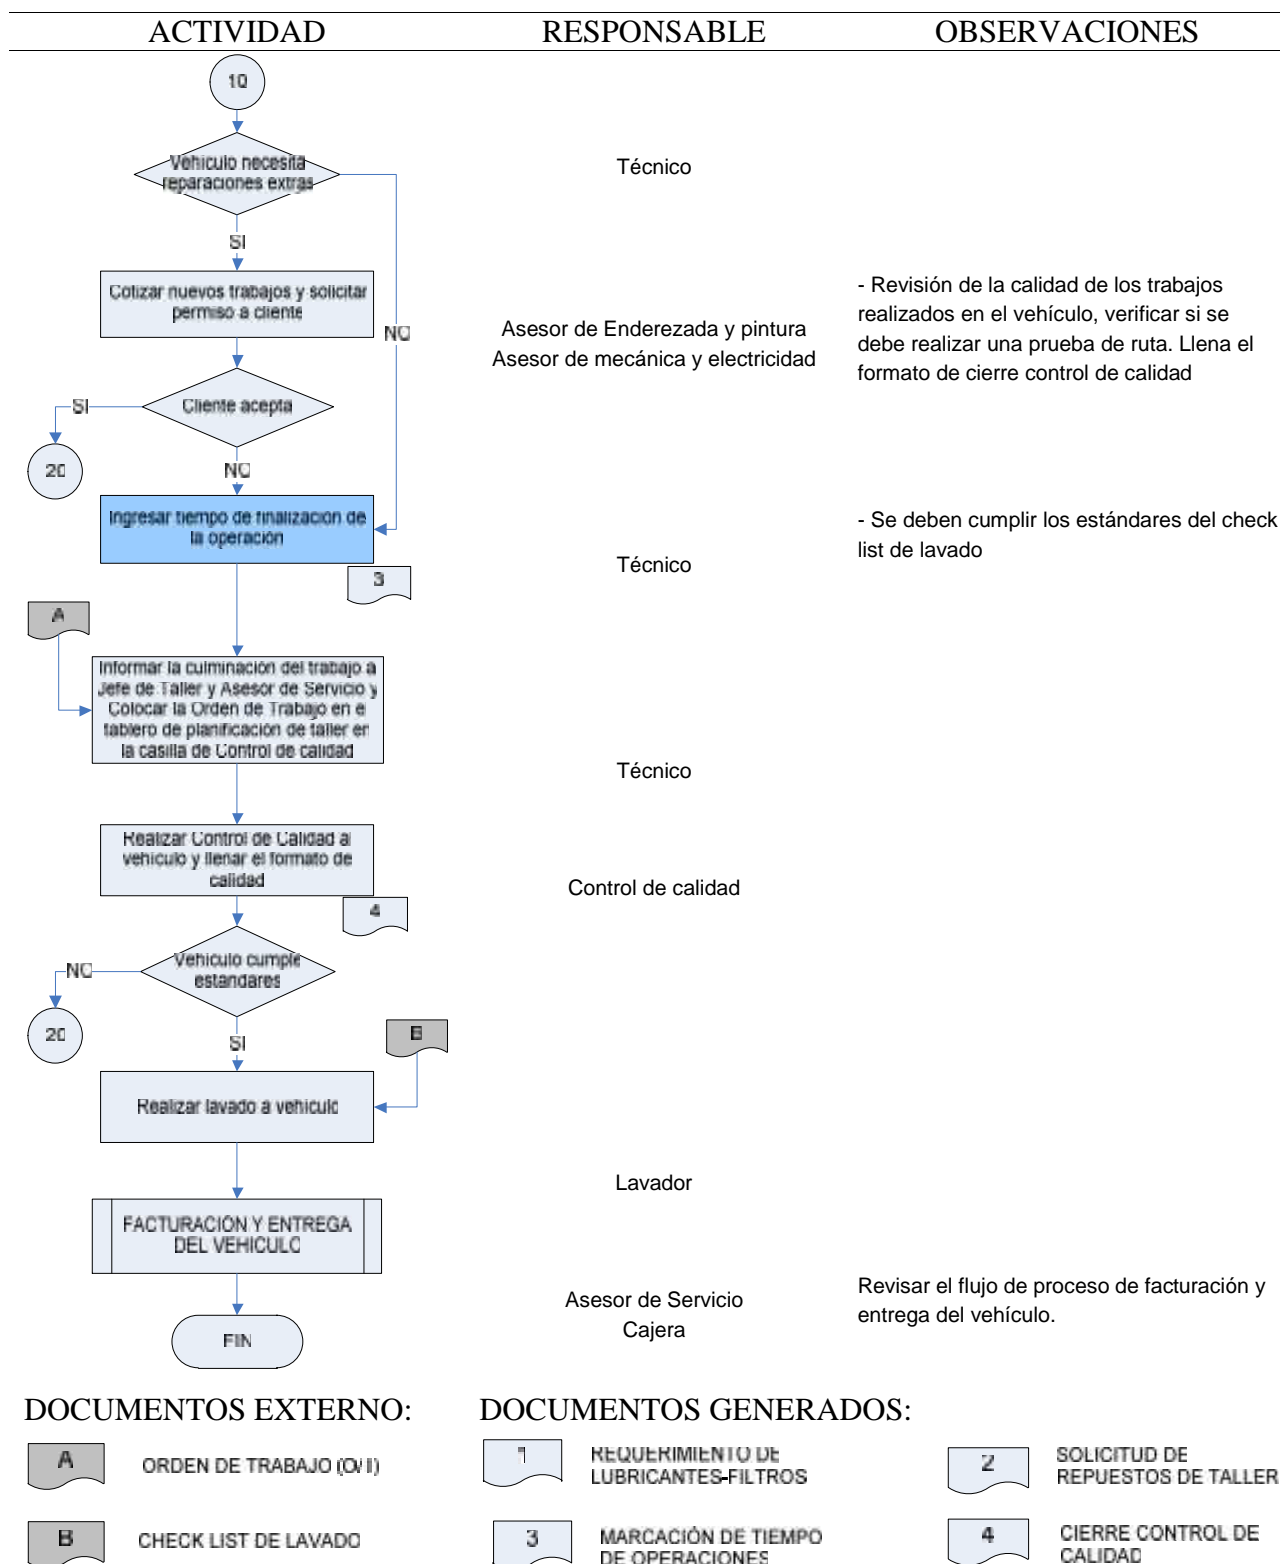 ACTIVIDAD RESPONSABLE OBSERVACIONES
10
Vehículo necesita
reparaciones extras
Técnico
SI
NO
Cotizar nuevos trabajos y solicitar
permiso a cliente
Asesor de Enderezada y pintura
Asesor de mecánica y electricidad
- Revisión de la calidad de los trabajos
realizados en el vehículo, verificar si se
debe realizar una prueba de ruta. Llena el
formato de cierre control de calidad
Cliente acepta
SI
20
NO
Ingresar tiempo de finalización de
la operación
3
Técnico
- Se deben cumplir los estándares del check
list de lavado
A
Informar la culminación del trabajo a
Jefe de Taller y Asesor de Servicio y
Colocar la Orden de Trabajo en el
tablero de planificación de taller en
la casilla de Control de calidad
Técnico
Realizar Control de Calidad al
vehículo y llenar el formato de
calidad
4
Control de calidad
Vehículo cumple
estándares
NO
20
SI
B
Realizar lavado a vehículo
Lavador
FACTURACIÓN Y ENTREGA
DEL VEHÍCULO
Asesor de Servicio
Cajera
Revisar el flujo de proceso de facturación y
entrega del vehículo.
FIN
DOCUMENTOS EXTERNO: DOCUMENTOS GENERADOS:
A ORDEN DE TRABAJO (O/T)
1 REQUERIMIENTO DE
LUBRICANTES-FILTROS
2 SOLICITUD DE
REPUESTOS DE TALLER
B CHECK LIST DE LAVADO
3 MARCACIÓN DE TIEMPO
DE OPERACIONES
4 CIERRE CONTROL DE
CALIDAD